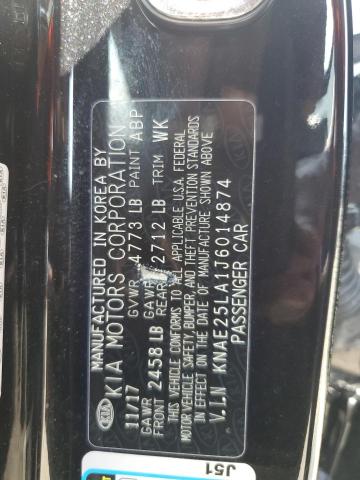 MANUFACTURED IN KOREA BY
KIA KIA MOTORS CORPORATION
11/17 GVWR 4773 LB PAINT ABP
GAWR FRONT 2458 LB GAWR REAR 2712 LB TRIM WK
THIS VEHICLE CONFORMS TO ALL APPLICABLE U.S.A. FEDERAL
MOTOR VEHICLE SAFETY, BUMPER, AND THEFT PREVENTION STANDARDS
IN EFFECT ON THE DATE OF MANUFACTURE SHOWN ABOVE
V.I.N KNAE25LA1J6014874
PASSENGER CAR
J51